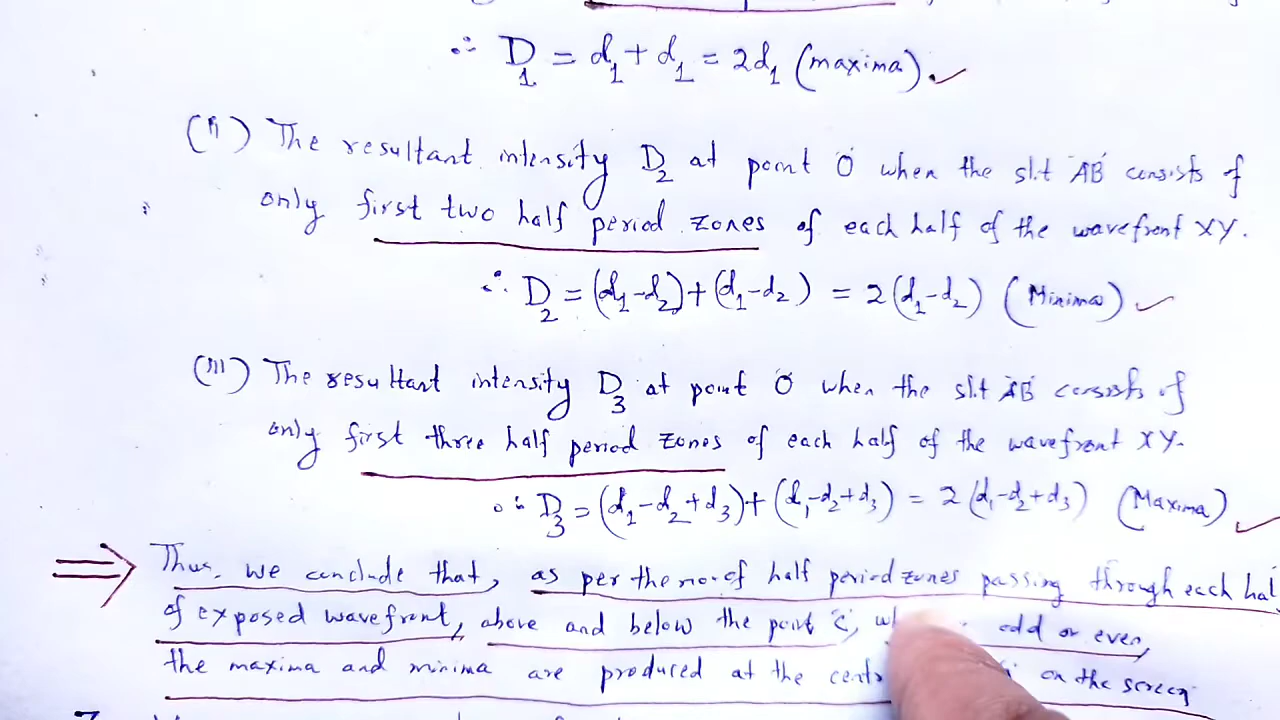 ∴ D₁ = d₁ + d₁ = 2d₁ (maxima).
(II) The resultant intensity D₂ at point O when the slit AB consists of
only first two half period zones of each half of the wavefront XY.
∴ D₂ = (d₁-d₂) + (d₁-d₂) = 2(d₁-d₂) (Minima)
(III) The resultant intensity D₃ at point O when the slit AB consists of
only first three half period zones of each half of the wavefront XY.
∴ D₃ = (d₁-d₂+d₃)+(d₁-d₂+d₃) = 2(d₁-d₂+d₃) (Maxima)
⇒ Thus, we conclude that, as per the no. of half period zones passing through each hal
of exposed wavefront, above and below the point 'C', odd or even,
the maxima and minima are produced at the on the screen